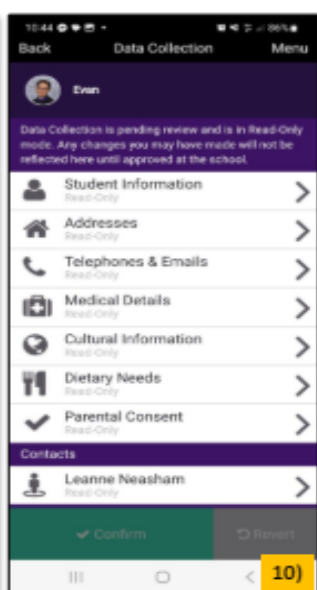 10:44 86%
Back Data Collection Menu
Evan
Data Collection is pending review and is in Read-Only
mode. Any changes you may have made will not be
reflected here until approved at the school.
Student Information
Read-Only
Addresses
Read-Only
Telephones & Emails
Read-Only
Medical Details
Read-Only
Cultural Information
Read-Only
Dietary Needs
Read-Only
Parental Consent
Read-Only
Contacts
Leanne Neasham
Read-Only
Confirm Revert
10)